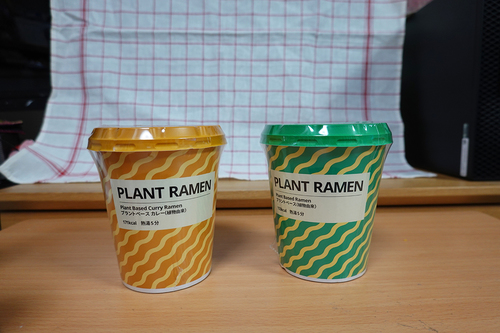 PLANT RAMEN
Plant Based Curry Ramen
プラントベース カレー(植物由来)
熱湯5分
PLANT RAMEN
Plant Based Ramen
プラントベース(植物由来)
熱湯5分